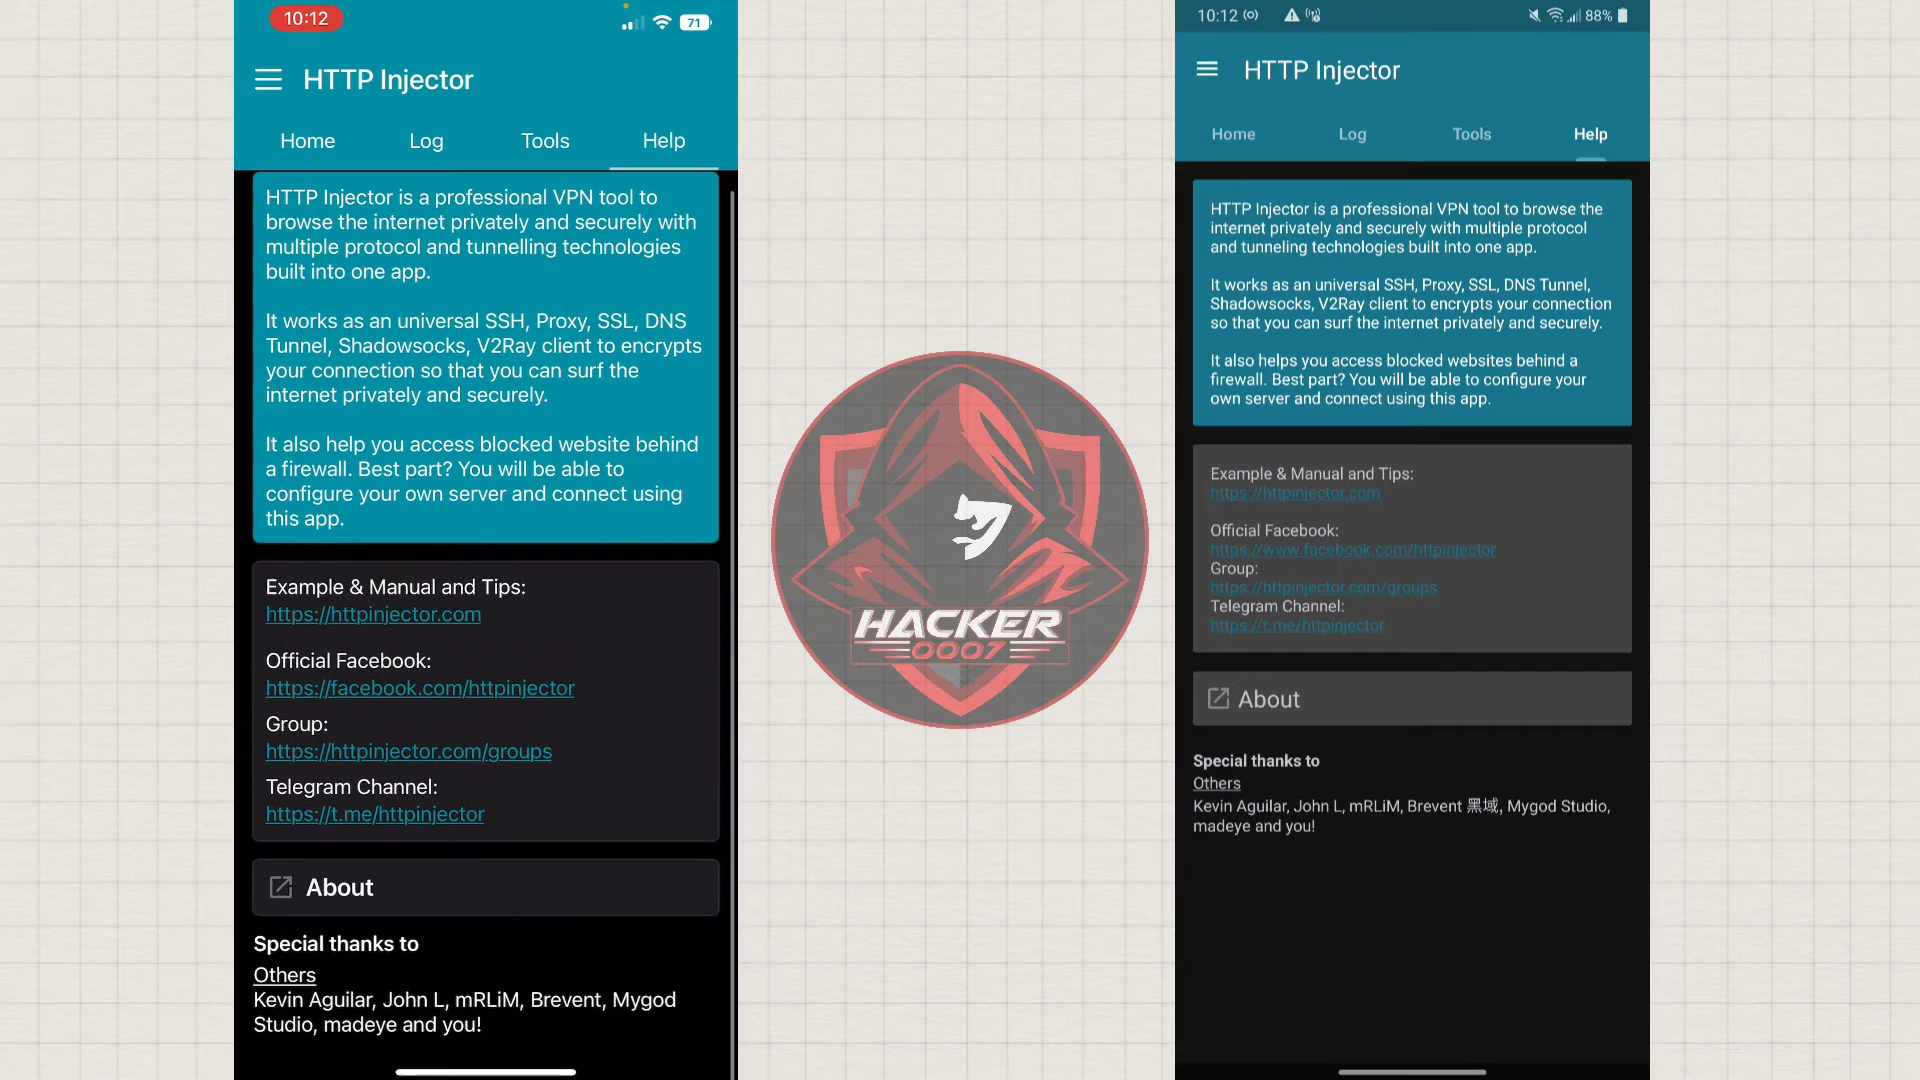 10:12
71
HTTP Injector
Home Log Tools Help
HTTP Injector is a professional VPN tool to
browse the internet privately and securely with
multiple protocol and tunnelling technologies
built into one app.
It works as an universal SSH, Proxy, SSL, DNS
Tunnel, Shadowsocks, V2Ray client to encrypts
your connection so that you can surf the
internet privately and securely.
It also help you access blocked website behind
a firewall. Best part? You will be able to
configure your own server and connect using
this app.
Example & Manual and Tips:
https://httpinjector.com
Official Facebook:
https://facebook.com/httpinjector
Group:
https://httpinjector.com/groups
Telegram Channel:
https://t.me/httpinjector
About
Special thanks to
Others
Kevin Aguilar, John L, mRLiM, Brevent, Mygod
Studio, madeye and you!
HACKER
0007
10:12
88%
HTTP Injector
Home Log Tools Help
HTTP Injector is a professional VPN tool to browse the
internet privately and securely with multiple protocol
and tunneling technologies built into one app.
It works as an universal SSH, Proxy, SSL, DNS Tunnel,
Shadowsocks, V2Ray client to encrypts your connection
so that you can surf the internet privately and securely.
It also helps you access blocked websites behind a
firewall. Best part? You will be able to configure your
own server and connect using this app.
Example & Manual and Tips:
https://httpinjector.com
Official Facebook:
https://www.facebook.com/httpinjector
Group:
https://httpinjector.com/groups
Telegram Channel:
https://t.me/httpinjector
About
Special thanks to
Others
Kevin Aguilar, John L, mRLiM, Brevent 黑域, Mygod Studio,
madeye and you!